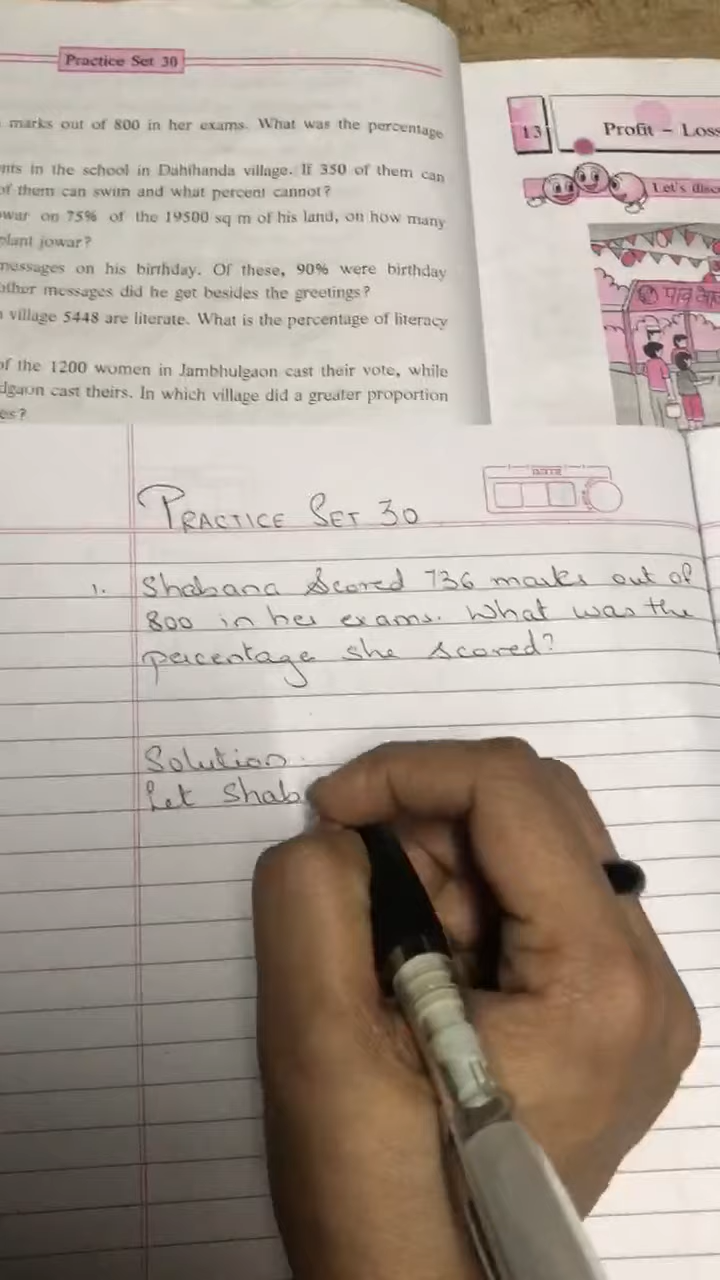 Practice Set 30
marks out of 800 in her exams. What was the percentage
in the school in Dahihanda village. If 350 of them can
of them can swim and what percent cannot?
on 75% of the 19500 sq m of his land, on how many
plant jowar?
messages on his birthday. Of these, 90% were birthday
other messages did he get besides the greetings?
village 5448 are literate. What is the percentage of literacy
of the 1200 women in Jambhulgaon cast their vote, while
cast theirs. In which village did a greater proportion
13
Profit - Loss
Let's
DATE
PRACTICE SET 30
1. Shabana Scored 736 marks out of
800 in her exams. What was the
percentage she scored?
Solution.
Let Shab